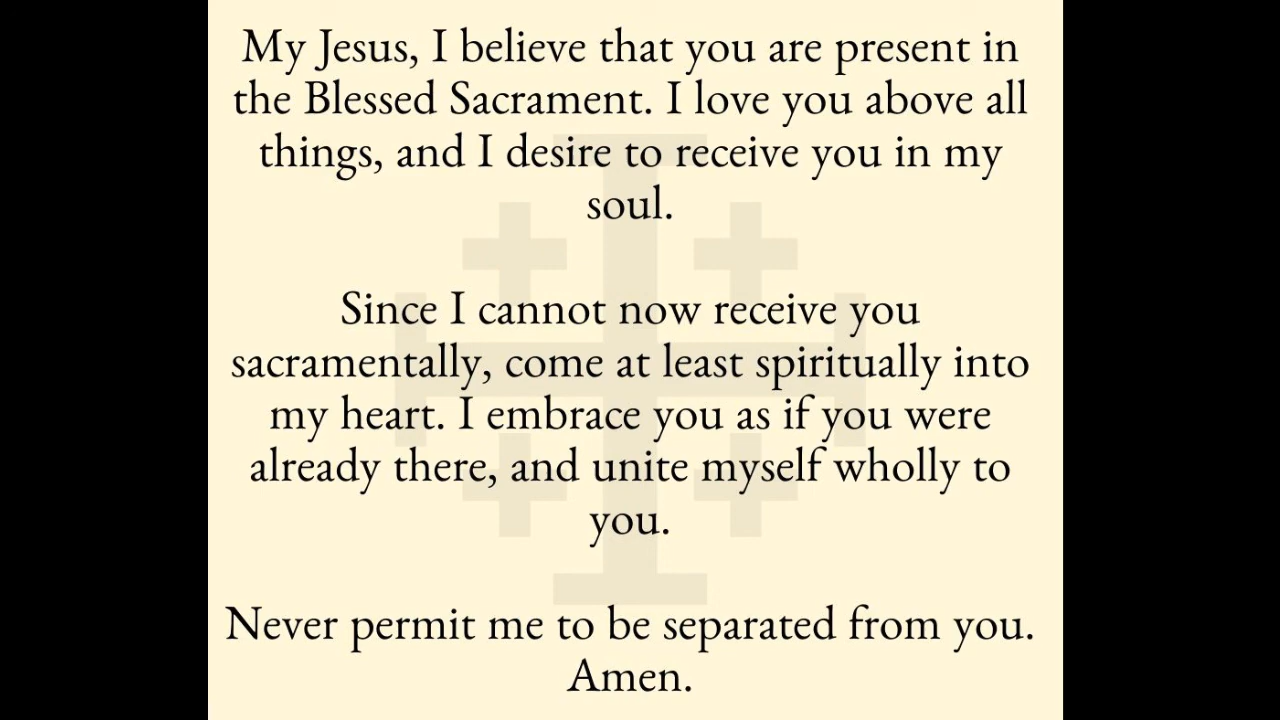 My Jesus, I believe that you are present in
the Blessed Sacrament. I love you above all
things, and I desire to receive you in my
soul.
Since I cannot now receive you
sacramentally, come at least spiritually into
my heart. I embrace you as if you were
already there, and unite myself wholly to
you.
Never permit me to be separated from you.
Amen.